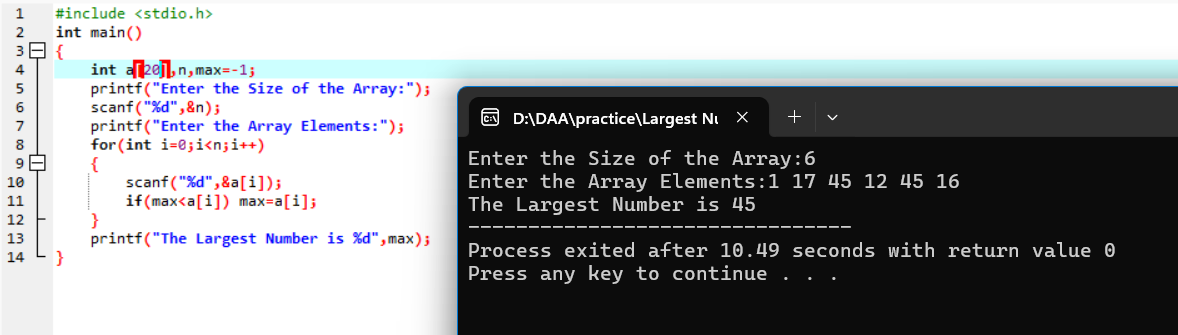 1 #include <stdio.h>
2 int main()
3 {
4 int a[20],n,max=-1;
5 printf("Enter the Size of the Array:");
6 scanf("%d",&n);
7 printf("Enter the Array Elements:");
8 for(int i=0;i<n;i++)
9 {
10 scanf("%d",&a[i]);
11 if(max<a[i]) max=a[i];
12 }
13 printf("The Largest Number is %d",max);
14 }
D:\DAA\practice\Largest Nu
Enter the Size of the Array:6
Enter the Array Elements:1 17 45 12 45 16
The Largest Number is 45
--------------------------------
Process exited after 10.49 seconds with return value 0
Press any key to continue . . .